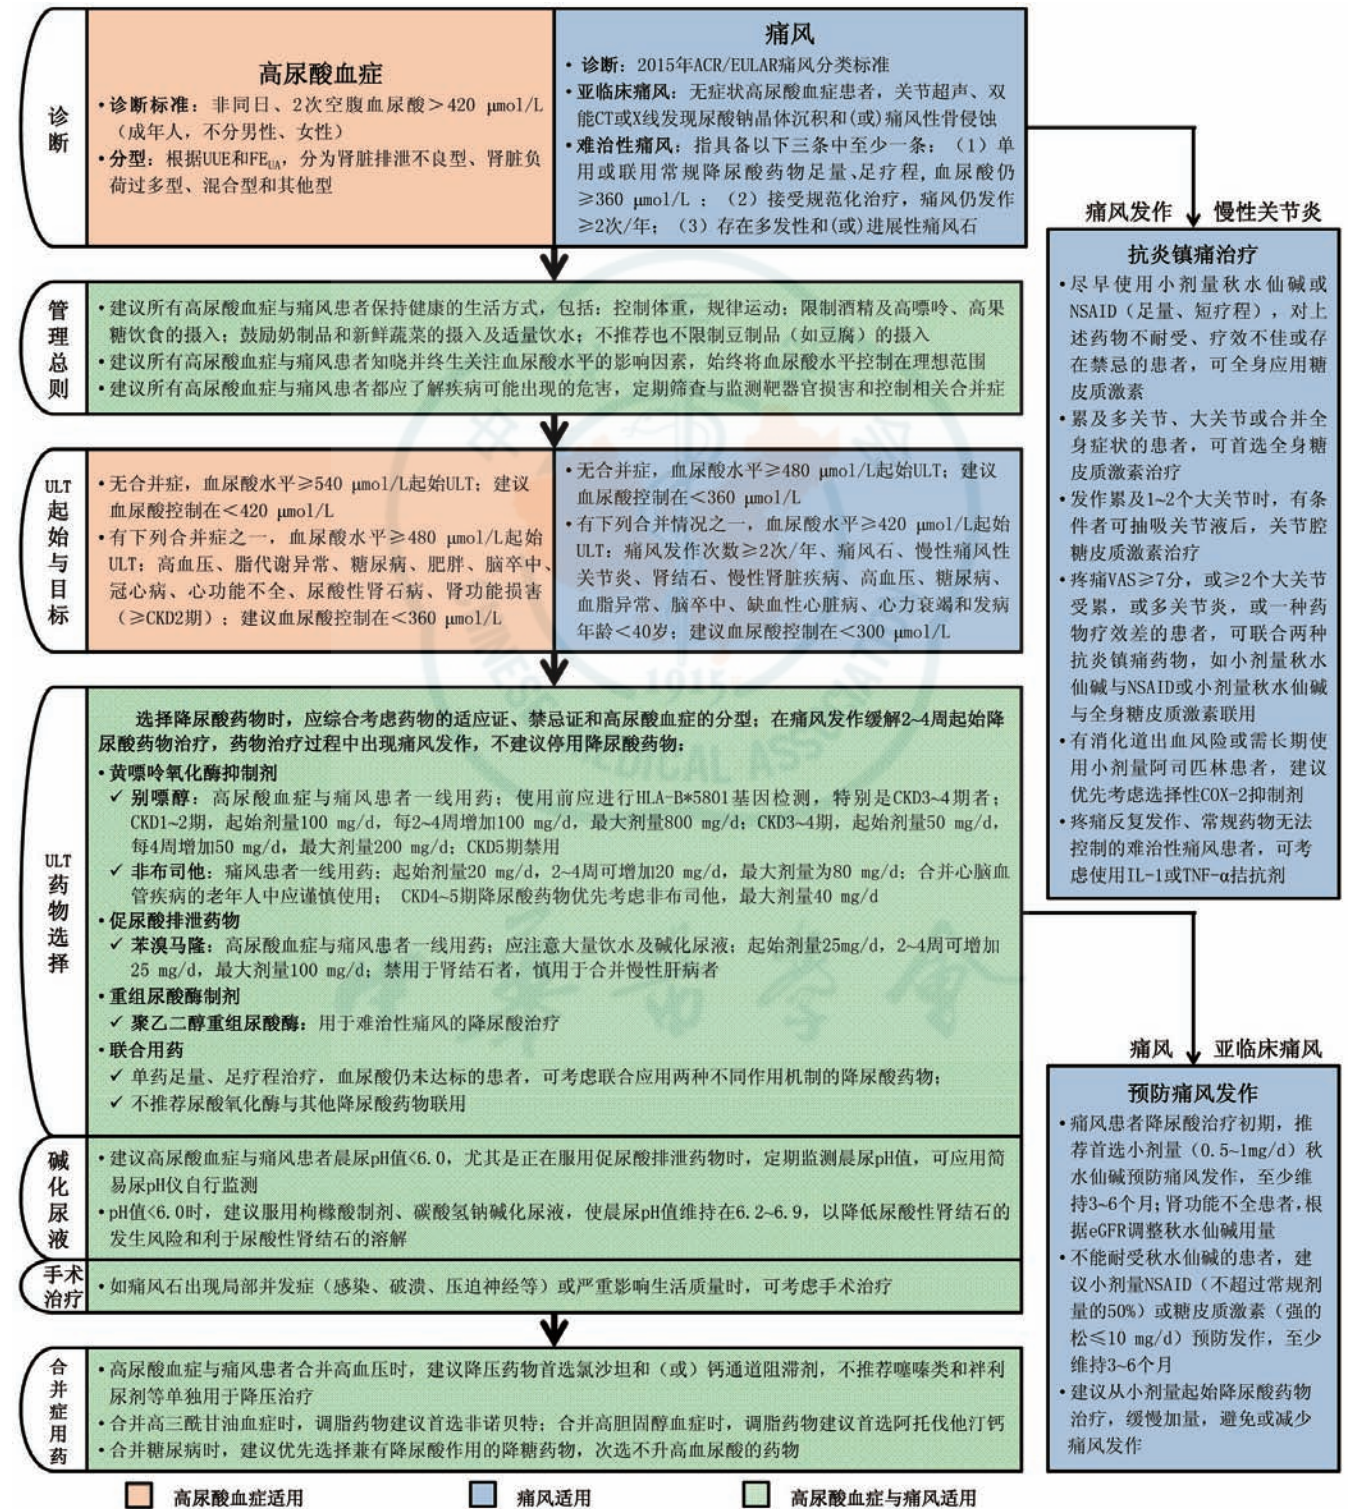 诊断
高尿酸血症
• 诊断标准：非同日、2次空腹血尿酸＞420 μmol/L
（成年人，不分男性、女性）
• 分型：根据UUE和FEUA，分为肾脏排泄不良型、肾脏负
荷过多型、混合型和其他型
痛风
• 诊断：2015年ACR/EULAR痛风分类标准
• 亚临床痛风：无症状高尿酸血症患者，关节超声、双
能CT或X线发现尿酸钠晶体沉积和(或)痛风性骨侵蚀
• 难治性痛风：指具备以下三条中至少一条：（1）单
用或联用常规降尿酸药物足量、足疗程，血尿酸仍
≥360 μmol/L ；（2）接受规范化治疗，痛风仍发作
≥2次/年；（3）存在多发性和(或)进展性痛风石
管理总则
• 建议所有高尿酸血症与痛风患者保持健康的生活方式，包括：控制体重，规律运动；限制酒精及高嘌呤、高果
糖饮食的摄入；鼓励奶制品和新鲜蔬菜的摄入及适量饮水；不推荐也不限制豆制品（如豆腐）的摄入
• 建议所有高尿酸血症与痛风患者知晓并终生关注血尿酸水平的影响因素，始终将血尿酸水平控制在理想范围
• 建议所有高尿酸血症与痛风患者都应了解疾病可能出现的危害，定期筛查与监测靶器官损害和控制相关合并症
ULT起始与目标
• 无合并症，血尿酸水平≥540 μmol/L起始ULT；建议
血尿酸控制在＜420 μmol/L
• 有下列合并症之一，血尿酸水平≥480 μmol/L起始
ULT：高血压、脂代谢异常、糖尿病、肥胖、脑卒中、
冠心病、心功能不全、尿酸性肾石病、肾功能损害
（≥CKD2期）；建议血尿酸控制在＜360 μmol/L
• 无合并症，血尿酸水平≥480 μmol/L起始ULT；建议
血尿酸控制在＜360 μmol/L
• 有下列合并情况之一，血尿酸水平≥420 μmol/L起始
ULT：痛风发作次数≥2次/年、痛风石、慢性痛风性
关节炎、肾结石、慢性肾脏疾病、高血压、糖尿病、
血脂异常、脑卒中、缺血性心脏病、心力衰竭和发病
年龄＜40岁；建议血尿酸控制在＜300 μmol/L
ULT药物选择
选择降尿酸药物时，应综合考虑药物的适应证、禁忌证和高尿酸血症的分型；在痛风发作缓解2~4周起始降
尿酸药物治疗，药物治疗过程中出现痛风发作，不建议停用降尿酸药物：
• 黄嘌呤氧化酶抑制剂
✓ 别嘌醇：高尿酸血症与痛风患者一线用药；使用前应进行HLA-B*5801基因检测，特别是CKD3~4期者；
CKD1~2期，起始剂量100 mg/d，每2~4周增加100 mg/d，最大剂量800 mg/d；CKD3~4期，起始剂量50 mg/d，
每4周增加50 mg/d，最大剂量200 mg/d；CKD5期禁用
✓ 非布司他：痛风患者一线用药；起始剂量20 mg/d，2~4周可增加20 mg/d，最大剂量为80 mg/d；合并心脑血
管疾病的老年人中应谨慎使用； CKD4~5期降尿酸药物优先考虑非布司他，最大剂量40 mg/d
• 促尿酸排泄药物
✓ 苯溴马隆：高尿酸血症与痛风患者一线用药；应注意大量饮水及碱化尿液；起始剂量25mg/d，2~4周可增加
25 mg/d，最大剂量100 mg/d；禁用于肾结石者，慎用于合并慢性肝病者
• 重组尿酸酶制剂
✓ 聚乙二醇重组尿酸酶：用于难治性痛风的降尿酸治疗
• 联合用药
✓ 单药足量、足疗程治疗，血尿酸仍未达标的患者，可考虑联合应用两种不同作用机制的降尿酸药物；
✓ 不推荐尿酸氧化酶与其他降尿酸药物联用
碱化尿液
• 建议高尿酸血症与痛风患者晨尿pH值<6.0，尤其是正在服用促尿酸排泄药物时，定期监测晨尿pH值，可应用简
易尿pH仪自行监测
• pH值<6.0时，建议服用枸橼酸制剂、碳酸氢钠碱化尿液，使晨尿pH值维持在6.2~6.9，以降低尿酸性肾结石的
发生风险和利于尿酸性肾结石的溶解
手术
治疗
• 如痛风石出现局部并发症（感染、破溃、压迫神经等）或严重影响生活质量时，可考虑手术治疗
合并症用药
• 高尿酸血症与痛风患者合并高血压时，建议降压药物首选氯沙坦和（或）钙通道阻滞剂，不推荐噻嗪类和袢利
尿剂等单独用于降压治疗
• 合并高三酰甘油血症时，调脂药物建议首选非诺贝特；合并高胆固醇血症时，调脂药物建议首选阿托伐他汀钙
• 合并糖尿病时，建议优先选择兼有降尿酸作用的降糖药物，次选不升高血尿酸的药物
痛风发作 慢性关节炎
抗炎镇痛治疗
• 尽早使用小剂量秋水仙碱或
NSAID（足量、短疗程），对上
述药物不耐受、疗效不佳或存
在禁忌的患者，可全身应用糖
皮质激素
• 累及多关节、大关节或合并全
身症状的患者，可首选全身糖
皮质激素治疗
• 发作累及1~2个大关节时，有条
件者可抽吸关节液后，关节腔
糖皮质激素治疗
• 疼痛VAS≥7分，或≥2个大关节
受累，或多关节炎，或一种药
物疗效差的患者，可联合两种
抗炎镇痛药物，如小剂量秋水
仙碱与NSAID或小剂量秋水仙碱
与全身糖皮质激素联用
• 有消化道出血风险或需长期使
用小剂量阿司匹林患者，建议
优先考虑选择性COX-2抑制剂
• 疼痛反复发作、常规药物无法
控制的难治性痛风患者，可考
虑使用IL-1或TNF-α拮抗剂
痛风 亚临床痛风
预防痛风发作
• 痛风患者降尿酸治疗初期，推
荐首选小剂量（0.5~1mg/d）秋
水仙碱预防痛风发作，至少维
持3~6个月；肾功能不全患者，根
据eGFR调整秋水仙碱用量
• 不能耐受秋水仙碱的患者，建
议小剂量NSAID（不超过常规剂
量的50%）或糖皮质激素（强的
松≤10 mg/d）预防发作，至少
维持3~6个月
• 建议从小剂量起始降尿酸药物
治疗，缓慢加量，避免或减少
痛风发作
高尿酸血症适用 痛风适用 高尿酸血症与痛风适用
1915